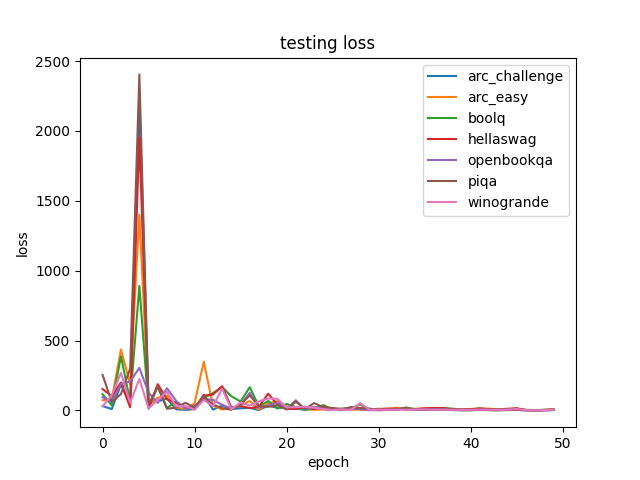 testing loss
2500
2000
1500
1000
500
0
loss
arc_challenge
arc_easy
boolq
hellaswag
openbookqa
piqa
winogrande
0 10 20 30 40 50
epoch